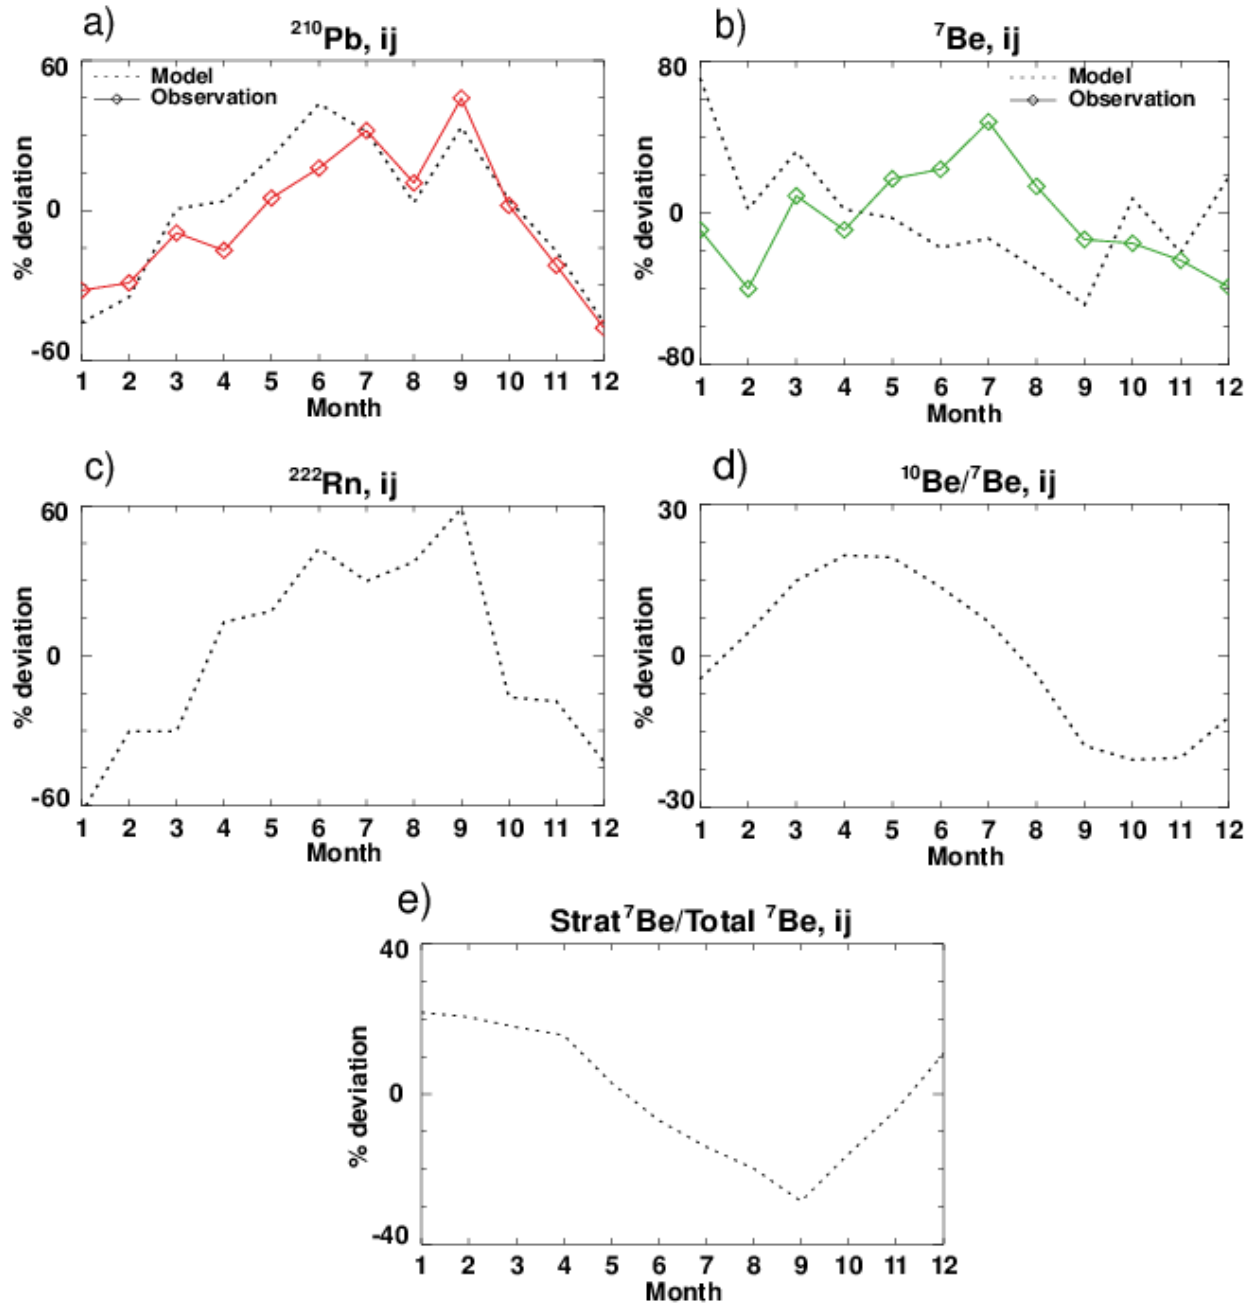 a)
²¹⁰Pb, ij
60
0
-60
% deviation
Model
Observation
1 2 3 4 5 6 7 8 9 10 11 12
Month
b)
⁷Be, ij
80
0
-80
% deviation
Model
Observation
1 2 3 4 5 6 7 8 9 10 11 12
Month
c)
²²²Rn, ij
60
0
-60
% deviation
1 2 3 4 5 6 7 8 9 10 11 12
Month
d)
¹⁰Be/⁷Be, ij
30
0
-30
% deviation
1 2 3 4 5 6 7 8 9 10 11 12
Month
e)
Strat⁷Be/Total ⁷Be, ij
40
0
-40
% deviation
1 2 3 4 5 6 7 8 9 10 11 12
Month